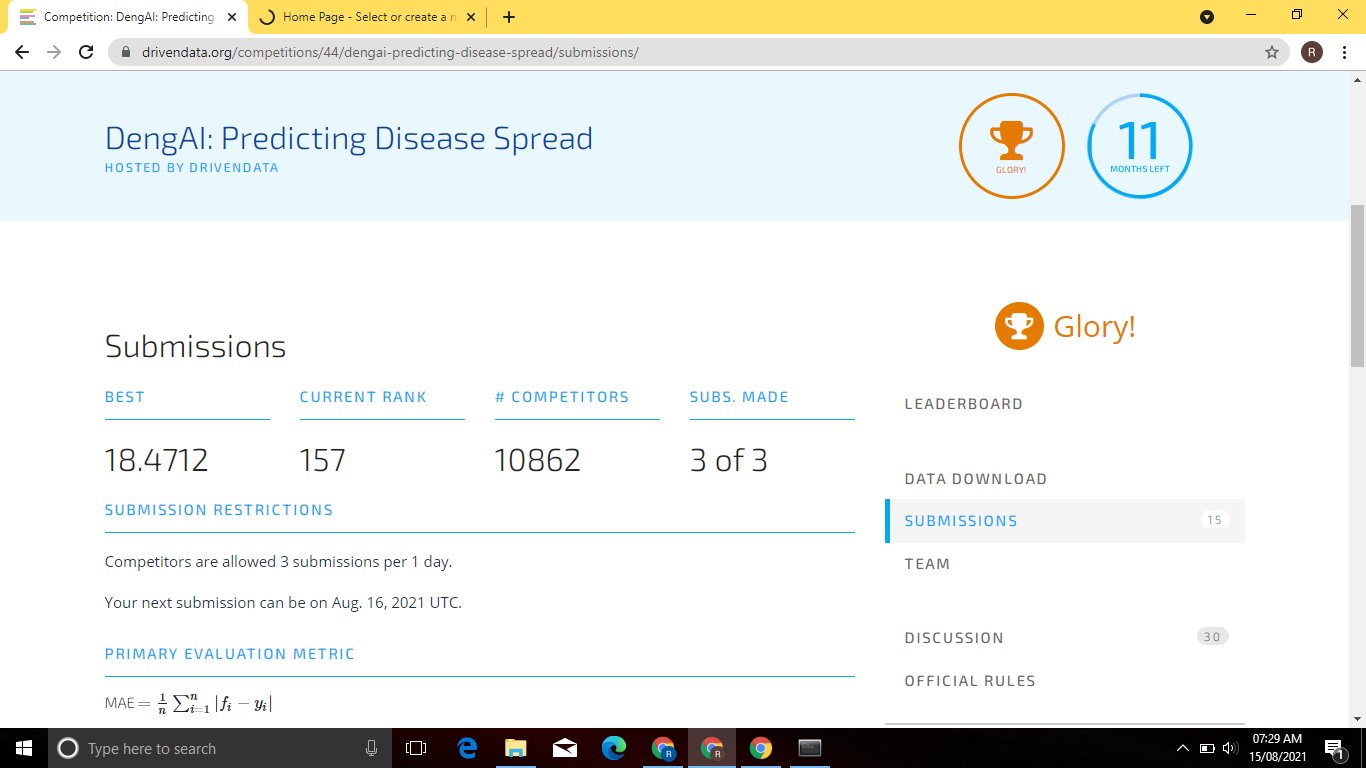 Competition: DengAI: Predicting
Home Page - Select or create a n
drivendata.org/competitions/44/dengai-predicting-disease-spread/submissions/
R
DengAI: Predicting Disease Spread
HOSTED BY DRIVENDATA
GLORY!
11
MONTHS LEFT
Submissions
BEST
CURRENT RANK
# COMPETITORS
SUBS. MADE
18.4712
157
10862
3 of 3
SUBMISSION RESTRICTIONS
Competitors are allowed 3 submissions per 1 day.
Your next submission can be on Aug. 16, 2021 UTC.
PRIMARY EVALUATION METRIC
MAE = 1/n ∑ⁿᵢ₌₁ |fᵢ − yᵢ|
Glory!
LEADERBOARD
DATA DOWNLOAD
SUBMISSIONS 15
TEAM
DISCUSSION 30
OFFICIAL RULES
Type here to search
R
R
07:29 AM
15/08/2021
1